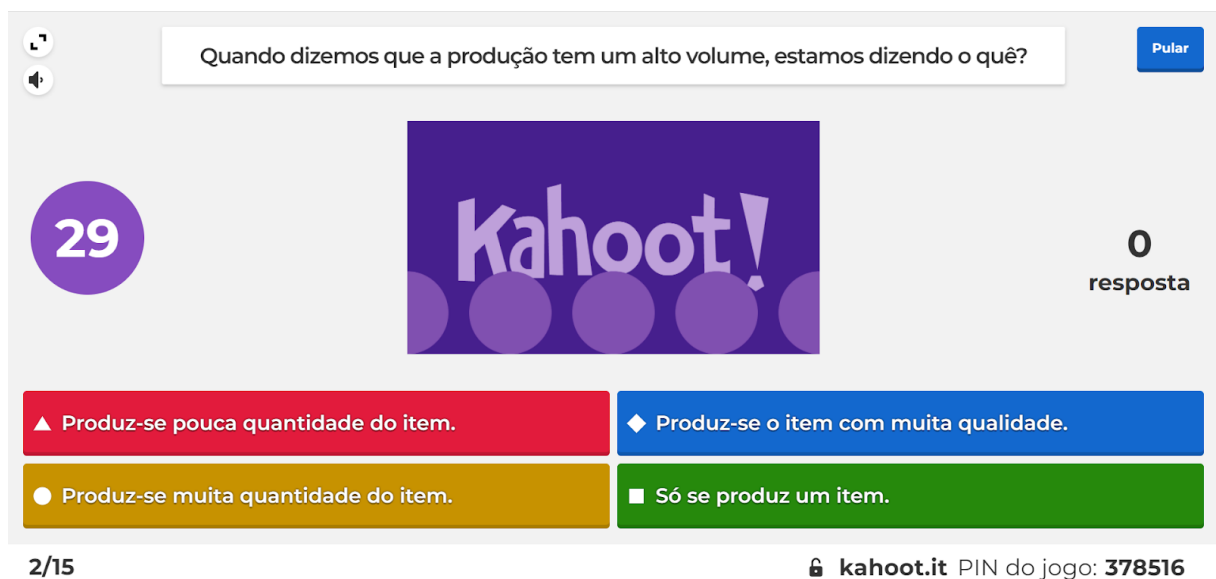 Quando dizemos que a produção tem um alto volume, estamos dizendo o quê?
Pular
29
Kahoot!
0
resposta
Produz-se pouca quantidade do item.
Produz-se o item com muita qualidade.
Produz-se muita quantidade do item.
Só se produz um item.
2/15
kahoot.it PIN do jogo: 378516